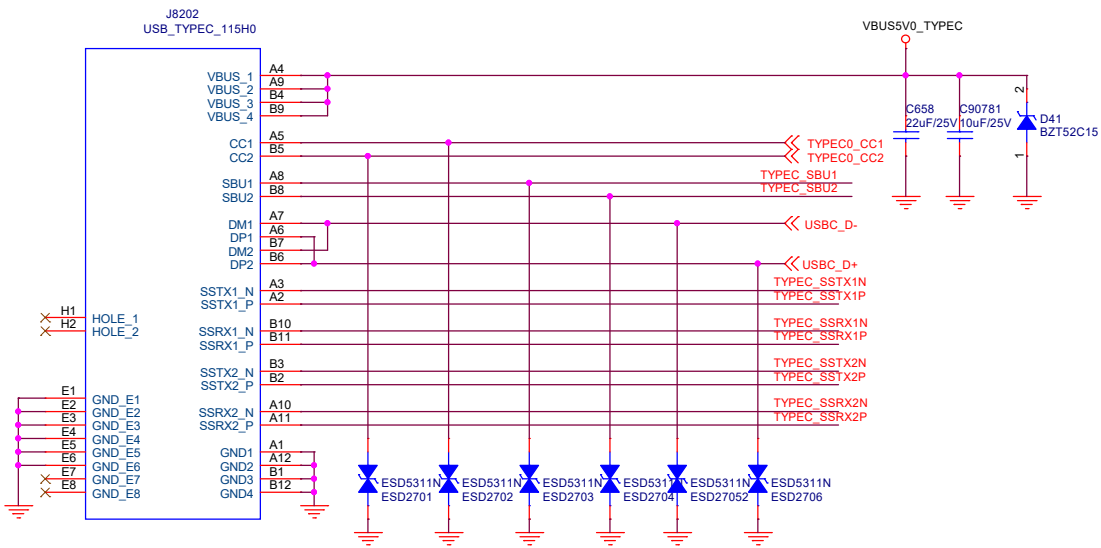 J8202
USB_TYPEC_115H0
VBUS5V0_TYPEC
VBUS_1 A4
VBUS_2 A9
VBUS_3 B4
VBUS_4 B9
C658
22uF/25V
C90781
10uF/25V
2
D41
BZT52C15
1
CC1 A5 TYPEC0_CC1
CC2 B5 TYPEC0_CC2
SBU1 A8 TYPEC_SBU1
SBU2 B8 TYPEC_SBU2
DM1 A7 USBC_D-
DP1 A6
DM2 B7
DP2 B6 USBC_D+
SSTX1_N A3 TYPEC_SSTX1N
SSTX1_P A2 TYPEC_SSTX1P
H1 HOLE_1
H2 HOLE_2
SSRX1_N B10 TYPEC_SSRX1N
SSRX1_P B11 TYPEC_SSRX1P
SSTX2_N B3 TYPEC_SSTX2N
SSTX2_P B2 TYPEC_SSTX2P
SSRX2_N A10 TYPEC_SSRX2N
SSRX2_P A11 TYPEC_SSRX2P
E1 GND_E1
E2 GND_E2
E3 GND_E3
E4 GND_E4
E5 GND_E5
E6 GND_E6
E7 GND_E7
E8 GND_E8
GND1 A1
GND2 A12
GND3 B1
GND4 B12
ESD5311N
ESD2701
ESD5311N
ESD2702
ESD5311N
ESD2703
ESD5311N
ESD2704
ESD5311N
ESD27052
ESD5311N
ESD2706